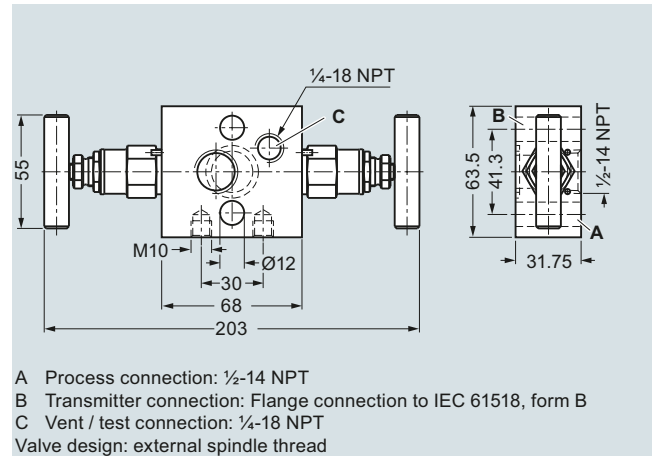 ¼-18 NPT
C
B
55
63.5
41.3
½-14 NPT
A
M10
Ø12
30
31.75
68
203
A Process connection: ½-14 NPT
B Transmitter connection: Flange connection to IEC 61518, form B
C Vent / test connection: ¼-18 NPT
Valve design: external spindle thread